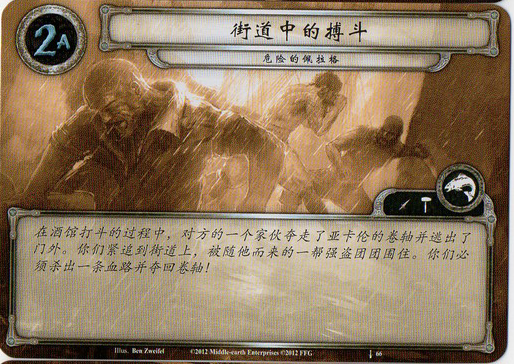 2A
街道中的搏斗
危险的佩拉格
在酒馆打斗的过程中，对方的一个家伙夺走了亚卡伦的卷轴并逃出了
门外。你们紧追到街道上，被随他而来的一帮强盗团团围住。你们必
须杀出一条血路并夺回卷轴！
Illus. Ben Zweifel ©2012 Middle-earth Enterprises ©2012 FFG 66